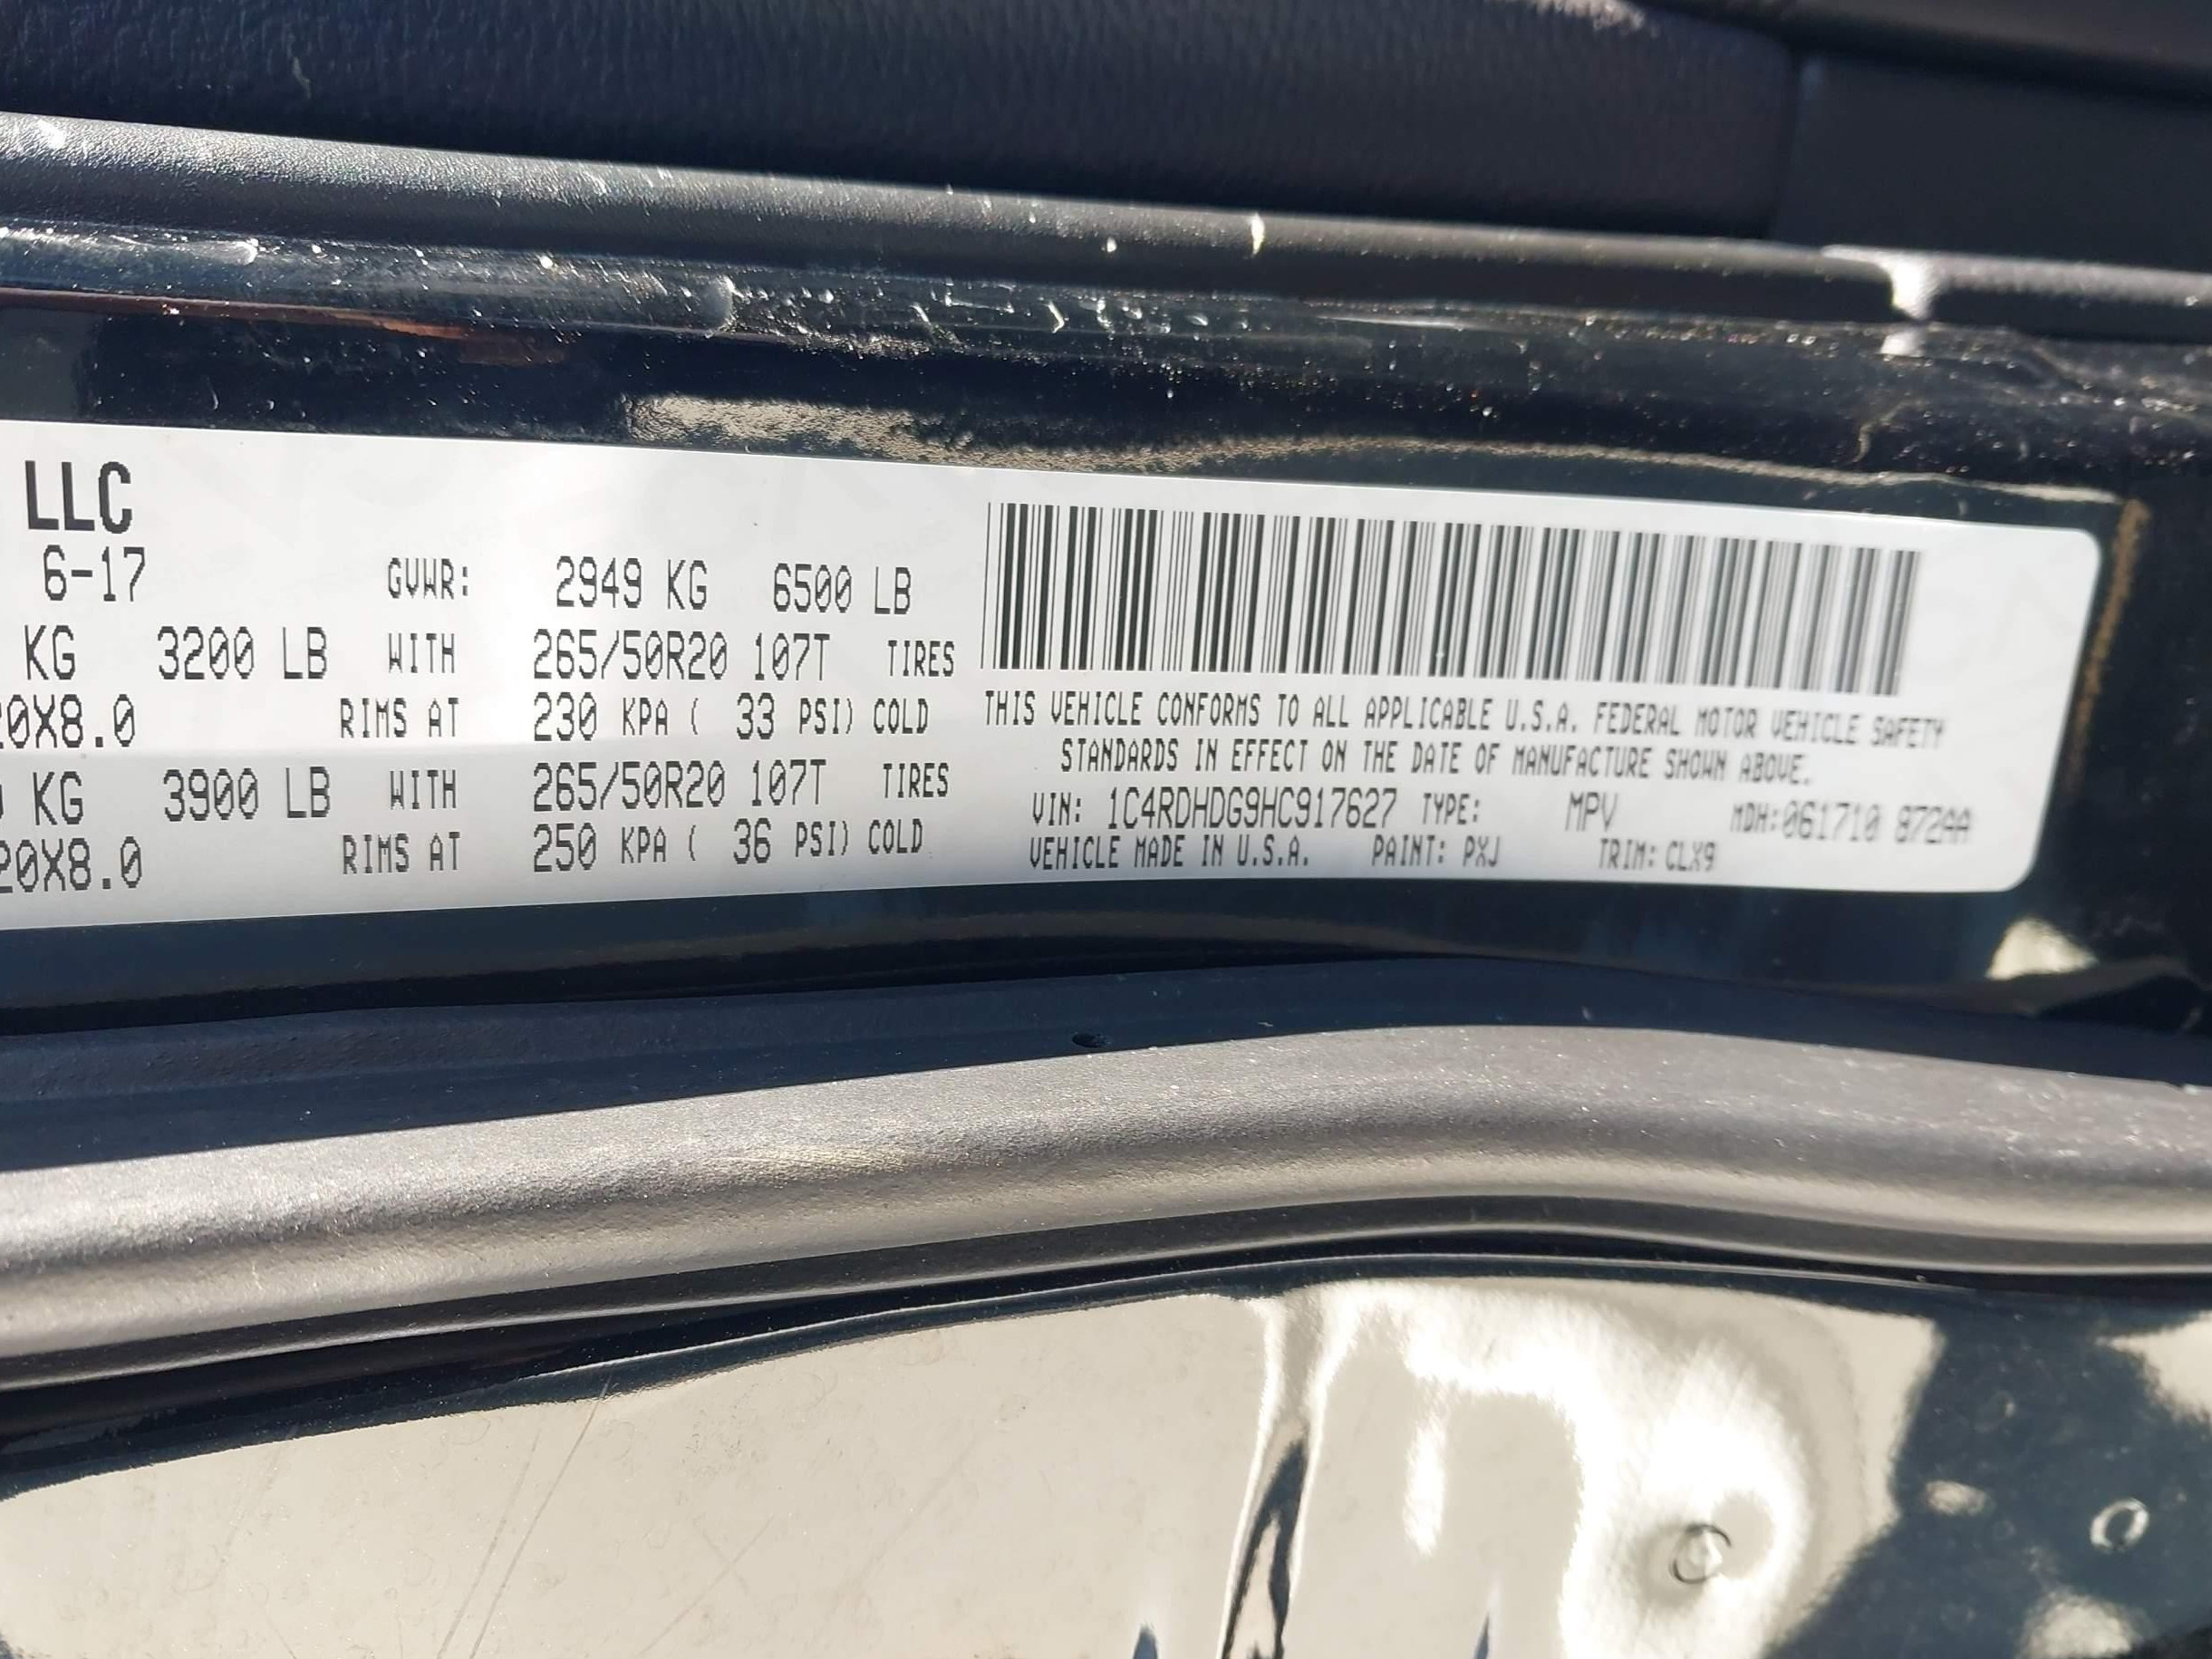 LLC
6-17 GVWR: 2949 KG 6500 LB
KG 3200 LB WITH 265/50R20 107T TIRES
20X8.0 RIMS AT 230 KPA ( 33 PSI) COLD
KG 3900 LB WITH 265/50R20 107T TIRES
20X8.0 RIMS AT 250 KPA ( 36 PSI) COLD
THIS VEHICLE CONFORMS TO ALL APPLICABLE U.S.A. FEDERAL MOTOR VEHICLE SAFETY
STANDARDS IN EFFECT ON THE DATE OF MANUFACTURE SHOWN ABOVE.
VIN: 1C4RDHDG9HC917627 TYPE: MPV MDH:061710 872AA
VEHICLE MADE IN U.S.A. PAINT: PXJ TRIM: CLX9